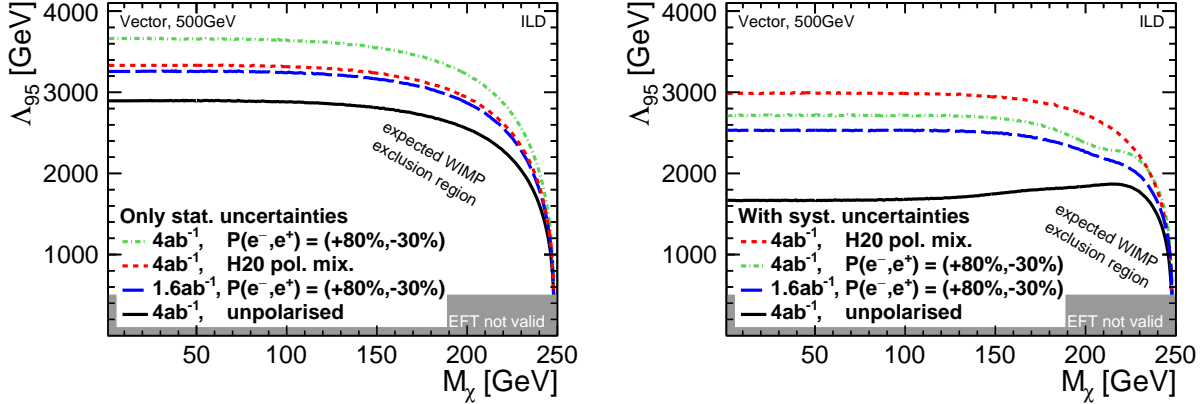 Vector, 500GeV
ILD
Λ95 [GeV]
4000
3000
2000
1000
expected WIMP
exclusion region
Only stat. uncertainties
4ab⁻¹, P(e⁻,e⁺) = (+80%,-30%)
4ab⁻¹, H20 pol. mix.
1.6ab⁻¹, P(e⁻,e⁺) = (+80%,-30%)
4ab⁻¹, unpolarised
EFT not valid
0 50 100 150 200 250
Mχ [GeV]
Vector, 500GeV
ILD
Λ95 [GeV]
4000
3000
2000
1000
expected WIMP
exclusion region
With syst. uncertainties
4ab⁻¹, H20 pol. mix.
4ab⁻¹, P(e⁻,e⁺) = (+80%,-30%)
1.6ab⁻¹, P(e⁻,e⁺) = (+80%,-30%)
4ab⁻¹, unpolarised
EFT not valid
0 50 100 150 200 250
Mχ [GeV]